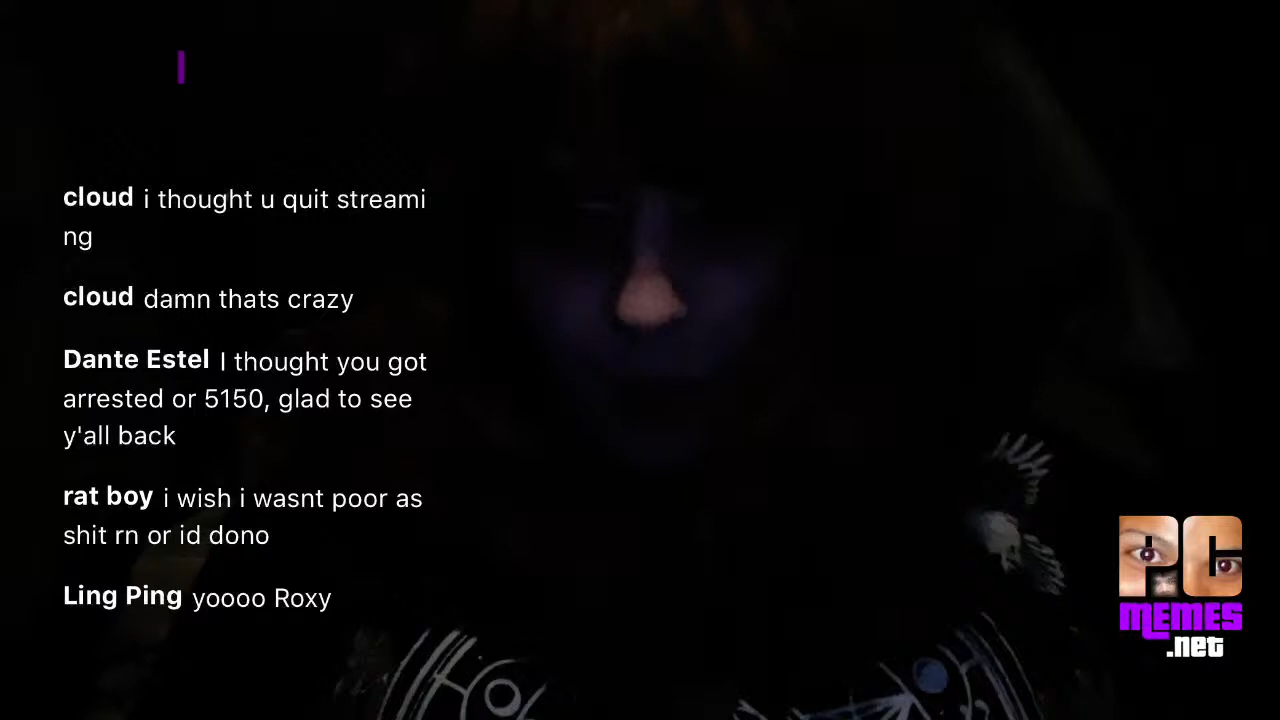 cloud i thought u quit streami
ng
cloud damn thats crazy
Dante Estel I thought you got
arrested or 5150, glad to see
y'all back
rat boy i wish i wasnt poor as
shit rn or id dono
Ling Ping yoooo Roxy
PC
MEMES
.net